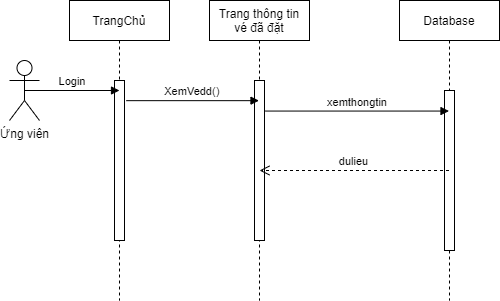 TrangChủ
Trang thông tin
vé đã đặt
Database
Login
XemVedd()
xemthongtin
Ứng viên
dulieu